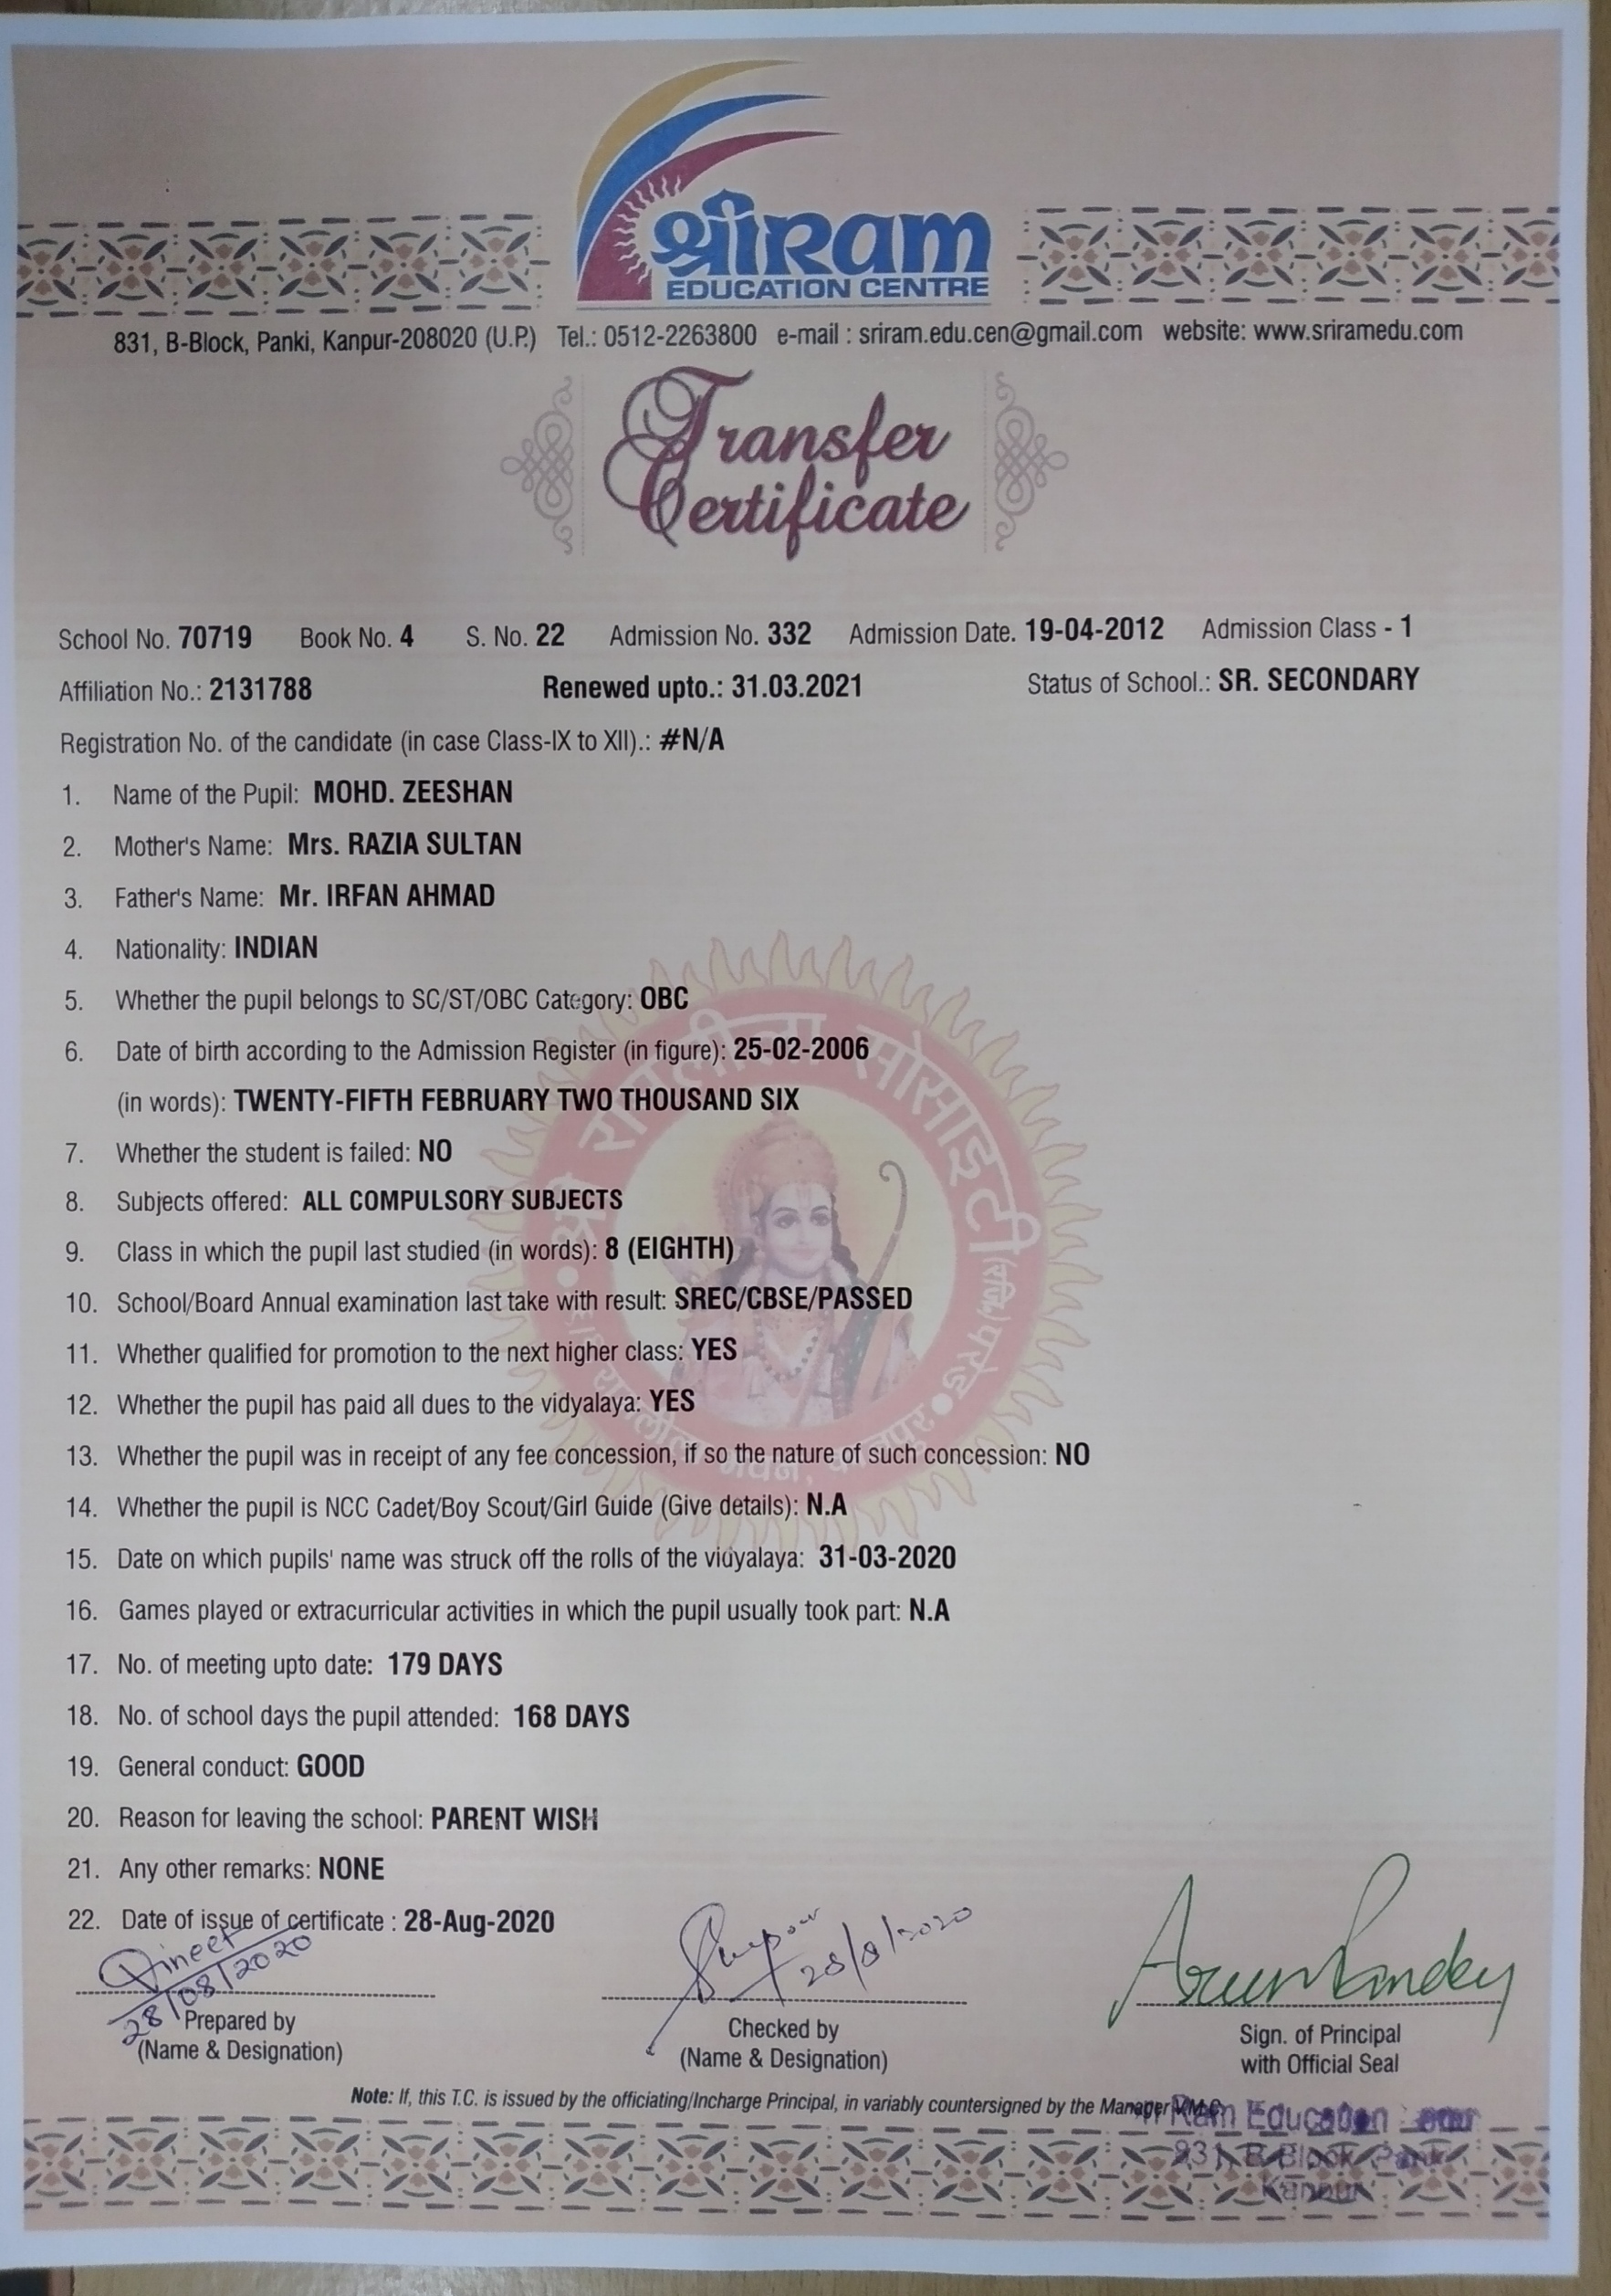 श्रीराम
EDUCATION CENTRE
831, B-Block, Panki, Kanpur-208020 (U.P.) Tel.: 0512-2263800 e-mail : sriram.edu.cen@gmail.com website: www.sriramedu.com
Transfer
Certificate
School No. 70719 Book No. 4 S. No. 22 Admission No. 332 Admission Date. 19-04-2012 Admission Class - 1
Affiliation No.: 2131788 Renewed upto.: 31.03.2021 Status of School.: SR. SECONDARY
Registration No. of the candidate (in case Class-IX to XII).: #N/A
1. Name of the Pupil: MOHD. ZEESHAN
2. Mother's Name: Mrs. RAZIA SULTAN
3. Father's Name: Mr. IRFAN AHMAD
4. Nationality: INDIAN
5. Whether the pupil belongs to SC/ST/OBC Category: OBC
6. Date of birth according to the Admission Register (in figure): 25-02-2006
(in words): TWENTY-FIFTH FEBRUARY TWO THOUSAND SIX
7. Whether the student is failed: NO
8. Subjects offered: ALL COMPULSORY SUBJECTS
9. Class in which the pupil last studied (in words): 8 (EIGHTH)
10. School/Board Annual examination last take with result: SREC/CBSE/PASSED
11. Whether qualified for promotion to the next higher class: YES
12. Whether the pupil has paid all dues to the vidyalaya: YES
13. Whether the pupil was in receipt of any fee concession, if so the nature of such concession: NO
14. Whether the pupil is NCC Cadet/Boy Scout/Girl Guide (Give details): N.A
15. Date on which pupils' name was struck off the rolls of the vidyalaya: 31-03-2020
16. Games played or extracurricular activities in which the pupil usually took part: N.A
17. No. of meeting upto date: 179 DAYS
18. No. of school days the pupil attended: 168 DAYS
19. General conduct: GOOD
20. Reason for leaving the school: PARENT WISH
21. Any other remarks: NONE
22. Date of issue of certificate : 28-Aug-2020
28/08/2020 28/8/2020
Prepared by Checked by Sign. of Principal
(Name & Designation) (Name & Designation) with Official Seal
Note: If, this T.C. is issued by the officiating/Incharge Principal, in variably countersigned by the Manager V.M.C.
Ram Education
831, B Block
Kanpur
श्री रामलीला सोसाइटी